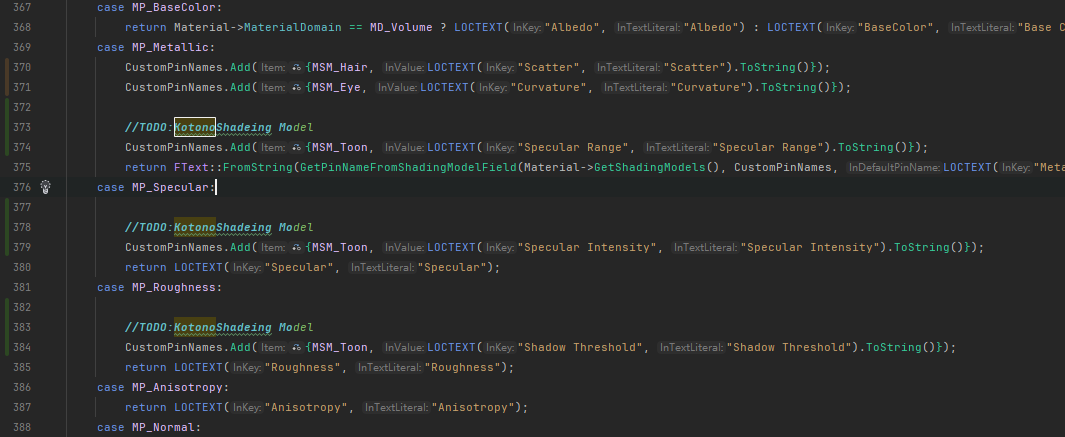 367 case MP_BaseColor:
368 return Material->MaterialDomain == MD_Volume ? LOCTEXT( InKey: "Albedo", InTextLiteral: "Albedo") : LOCTEXT( InKey: "BaseColor", InTextLiteral: "Base C
369 case MP_Metallic:
370 CustomPinNames.Add( Item: {MSM_Hair, InValue: LOCTEXT( InKey: "Scatter", InTextLiteral: "Scatter").ToString()});
371 CustomPinNames.Add( Item: {MSM_Eye, InValue: LOCTEXT( InKey: "Curvature", InTextLiteral: "Curvature").ToString()});
372
373 //TODO:KotonoShadeing Model
374 CustomPinNames.Add( Item: {MSM_Toon, InValue: LOCTEXT( InKey: "Specular Range", InTextLiteral: "Specular Range").ToString()});
375 return FText::FromString(GetPinNameFromShadingModelField(Material->GetShadingModels(), CustomPinNames, InDefaultPinName: LOCTEXT( InKey: "Meta
376 case MP_Specular:
377
378 //TODO:KotonoShadeing Model
379 CustomPinNames.Add( Item: {MSM_Toon, InValue: LOCTEXT( InKey: "Specular Intensity", InTextLiteral: "Specular Intensity").ToString()});
380 return LOCTEXT( InKey: "Specular", InTextLiteral: "Specular");
381 case MP_Roughness:
382
383 //TODO:KotonoShadeing Model
384 CustomPinNames.Add( Item: {MSM_Toon, InValue: LOCTEXT( InKey: "Shadow Threshold", InTextLiteral: "Shadow Threshold").ToString()});
385 return LOCTEXT( InKey: "Roughness", InTextLiteral: "Roughness");
386 case MP_Anisotropy:
387 return LOCTEXT( InKey: "Anisotropy", InTextLiteral: "Anisotropy");
388 case MP_Normal: